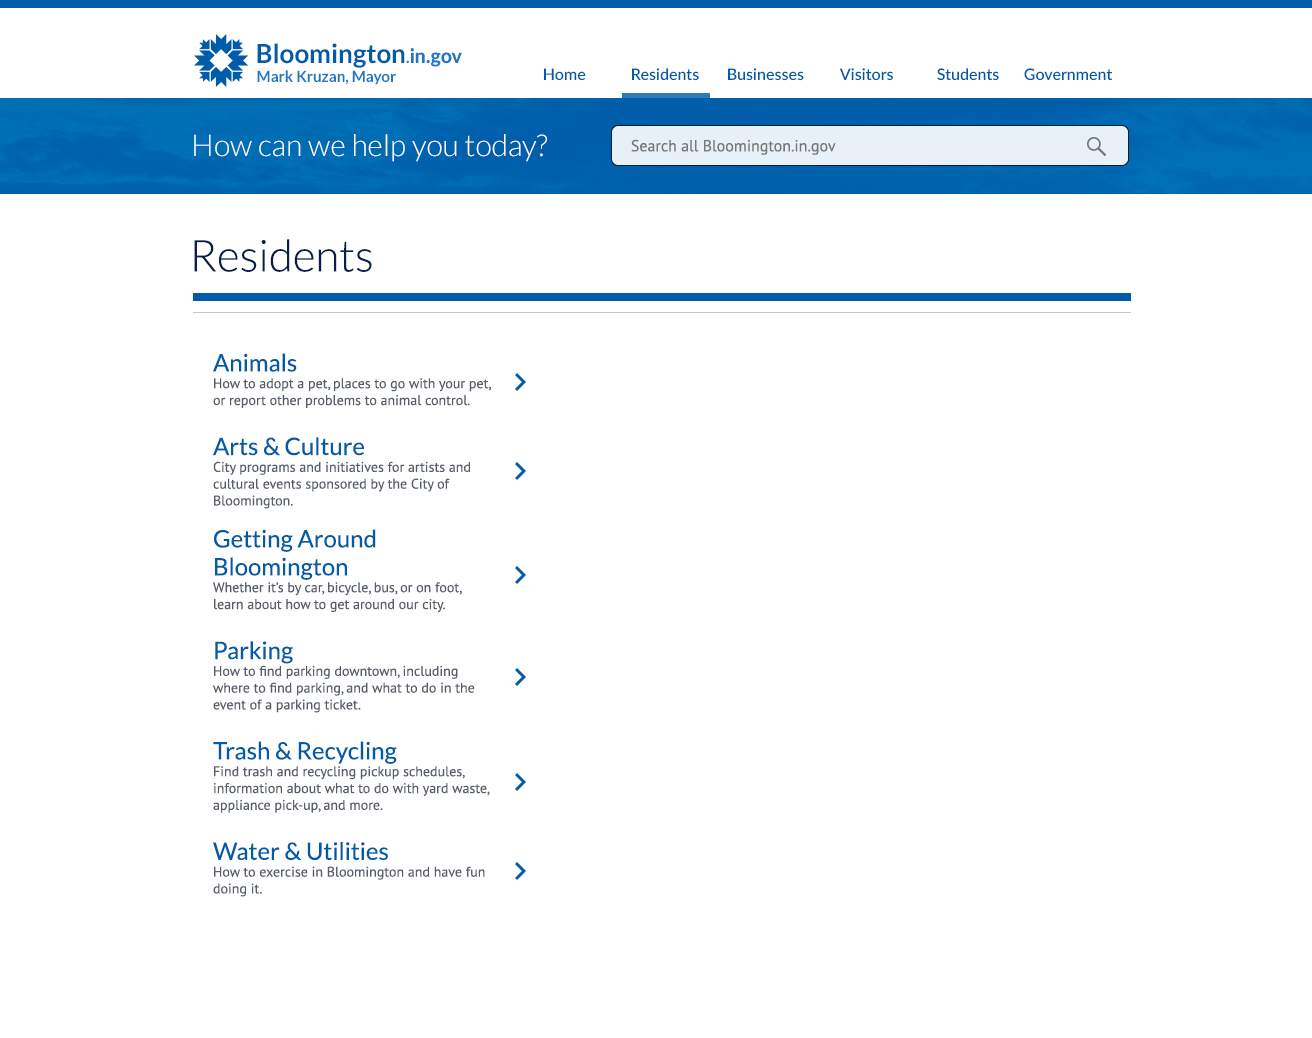 Bloomington.in.gov
Mark Kruzan, Mayor
Home Residents Businesses Visitors Students Government
How can we help you today?
Search all Bloomington.in.gov
Residents
Animals
How to adopt a pet, places to go with your pet,
or report other problems to animal control.
Arts & Culture
City programs and initiatives for artists and
cultural events sponsored by the City of
Bloomington.
Getting Around
Bloomington
Whether it's by car, bicycle, bus, or on foot,
learn about how to get around our city.
Parking
How to find parking downtown, including
where to find parking, and what to do in the
event of a parking ticket.
Trash & Recycling
Find trash and recycling pickup schedules,
information about what to do with yard waste,
appliance pick-up, and more.
Water & Utilities
How to exercise in Bloomington and have fun
doing it.